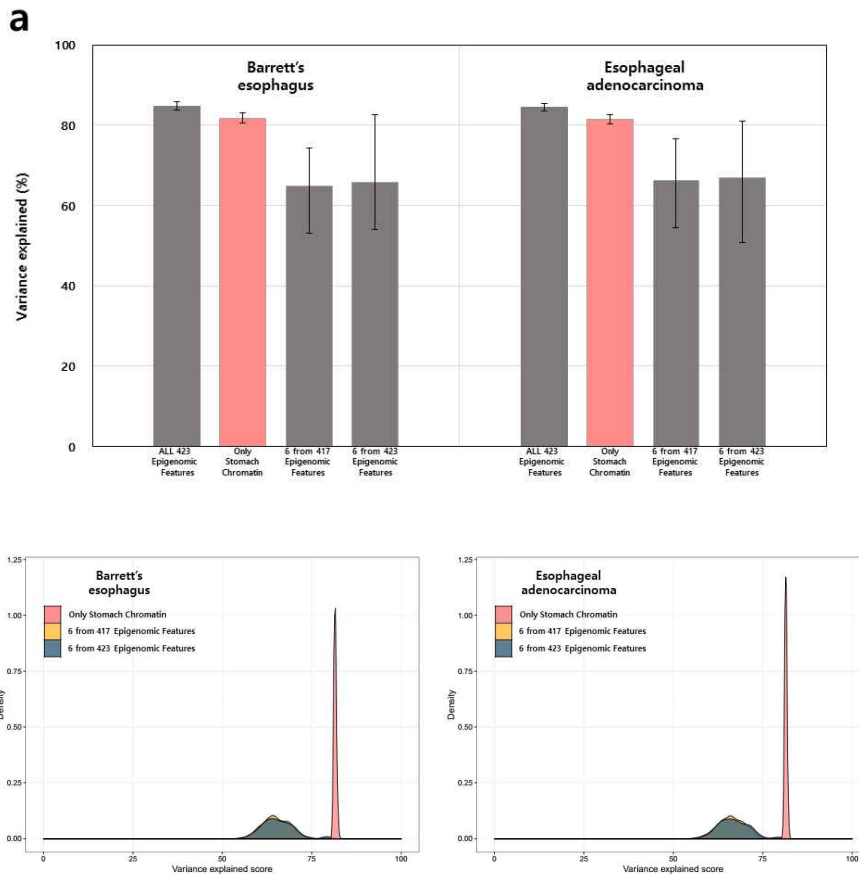 a
100
80
60
40
20
0
Variance explained (%)
Barrett's
esophagus
Esophageal
adenocarcinoma
ALL 423
Epigenomic
Features
Only
Stomach
Chromatin
6 from 417
Epigenomic
Features
6 from 423
Epigenomic
Features
ALL 423
Epigenomic
Features
Only
Stomach
Chromatin
6 from 417
Epigenomic
Features
6 from 423
Epigenomic
Features
1.25
1.00
0.75
0.50
0.25
0.00
Density
Barrett's
esophagus
Only Stomach Chromatin
6 from 417 Epigenomic Features
6 from 423 Epigenomic Features
0 25 50 75 100
Variance explained score
1.25
1.00
0.75
0.50
0.25
0.00
Density
Esophageal
adenocarcinoma
Only Stomach Chromatin
6 from 417 Epigenomic Features
6 from 423 Epigenomic Features
0 25 50 75 100
Variance explained score